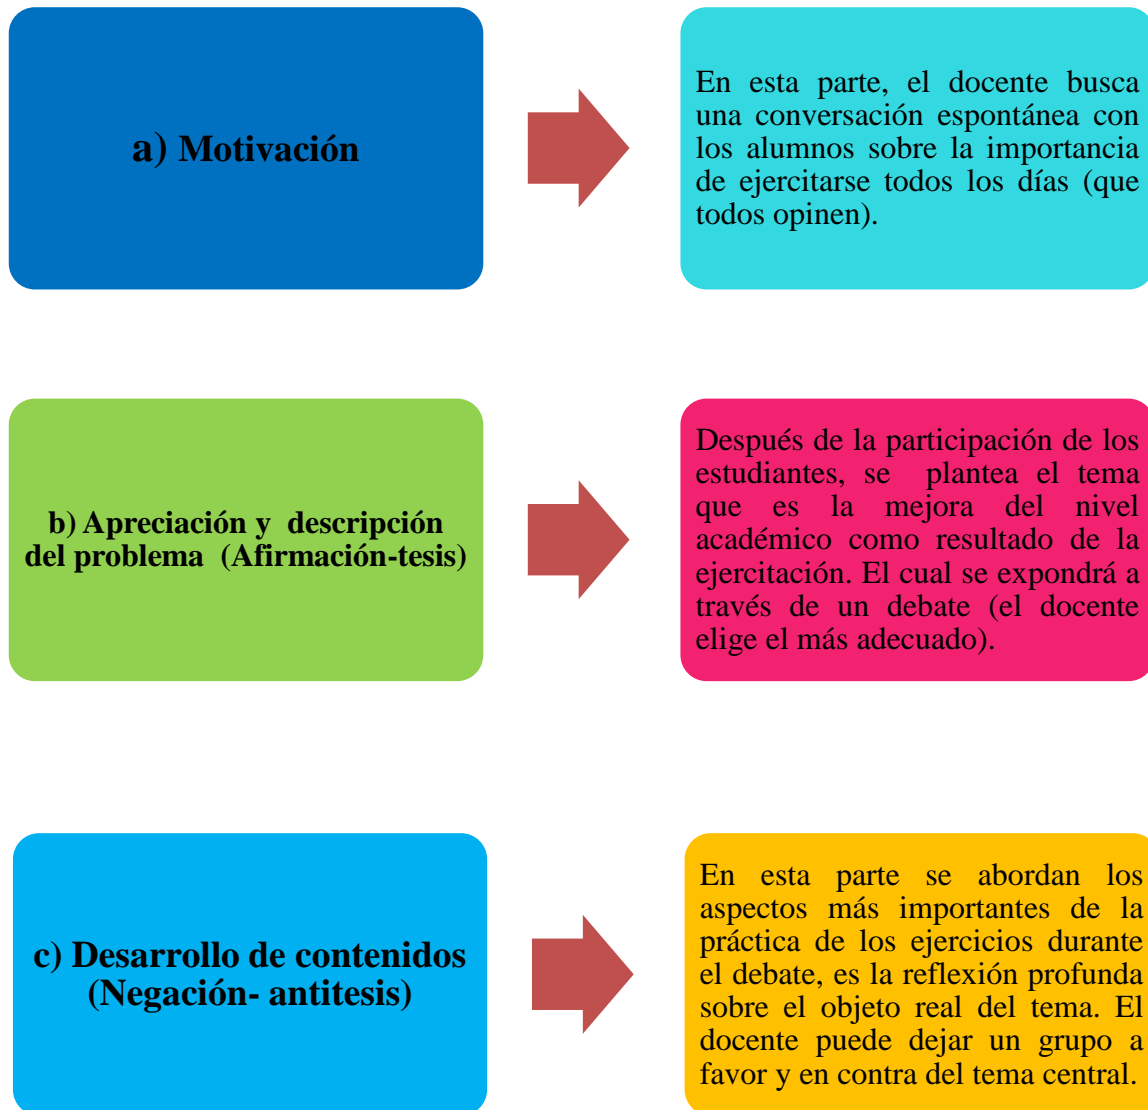 a) Motivación
En esta parte, el docente busca
una conversación espontánea con
los alumnos sobre la importancia
de ejercitarse todos los días (que
todos opinen).
b) Apreciación y descripción
del problema (Afirmación-tesis)
Después de la participación de los
estudiantes, se plantea el tema
que es la mejora del nivel
académico como resultado de la
ejercitación. El cual se expondrá a
través de un debate (el docente
elige el más adecuado).
c) Desarrollo de contenidos
(Negación- antitesis)
En esta parte se abordan los
aspectos más importantes de la
práctica de los ejercicios durante
el debate, es la reflexión profunda
sobre el objeto real del tema. El
docente puede dejar un grupo a
favor y en contra del tema central.